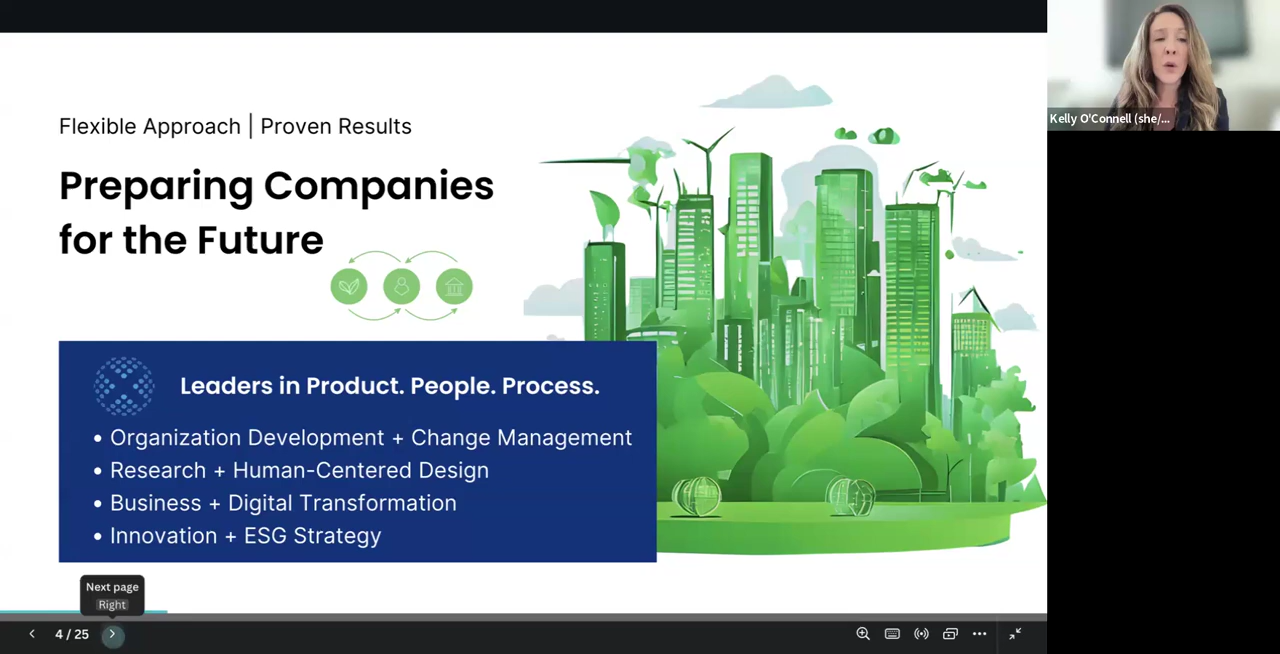 Flexible Approach | Proven Results
Preparing Companies
for the Future
Leaders in Product. People. Process.
• Organization Development + Change Management
• Research + Human-Centered Design
• Business + Digital Transformation
• Innovation + ESG Strategy
Next page
Right
4 / 25
Kelly O'Connell (she/...